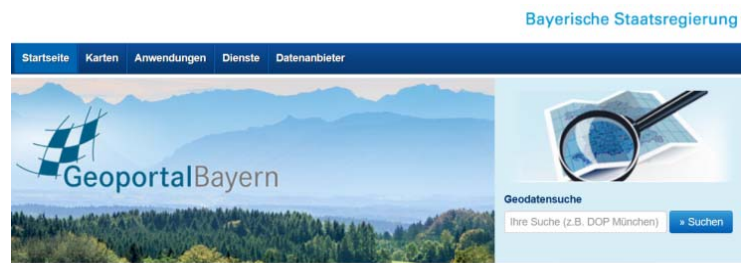 Bayerische Staatsregierung
Startseite Karten Anwendungen Dienste Datenanbieter
GeoportalBayern
Geodatensuche
Ihre Suche (z.B. DOP München) » Suchen